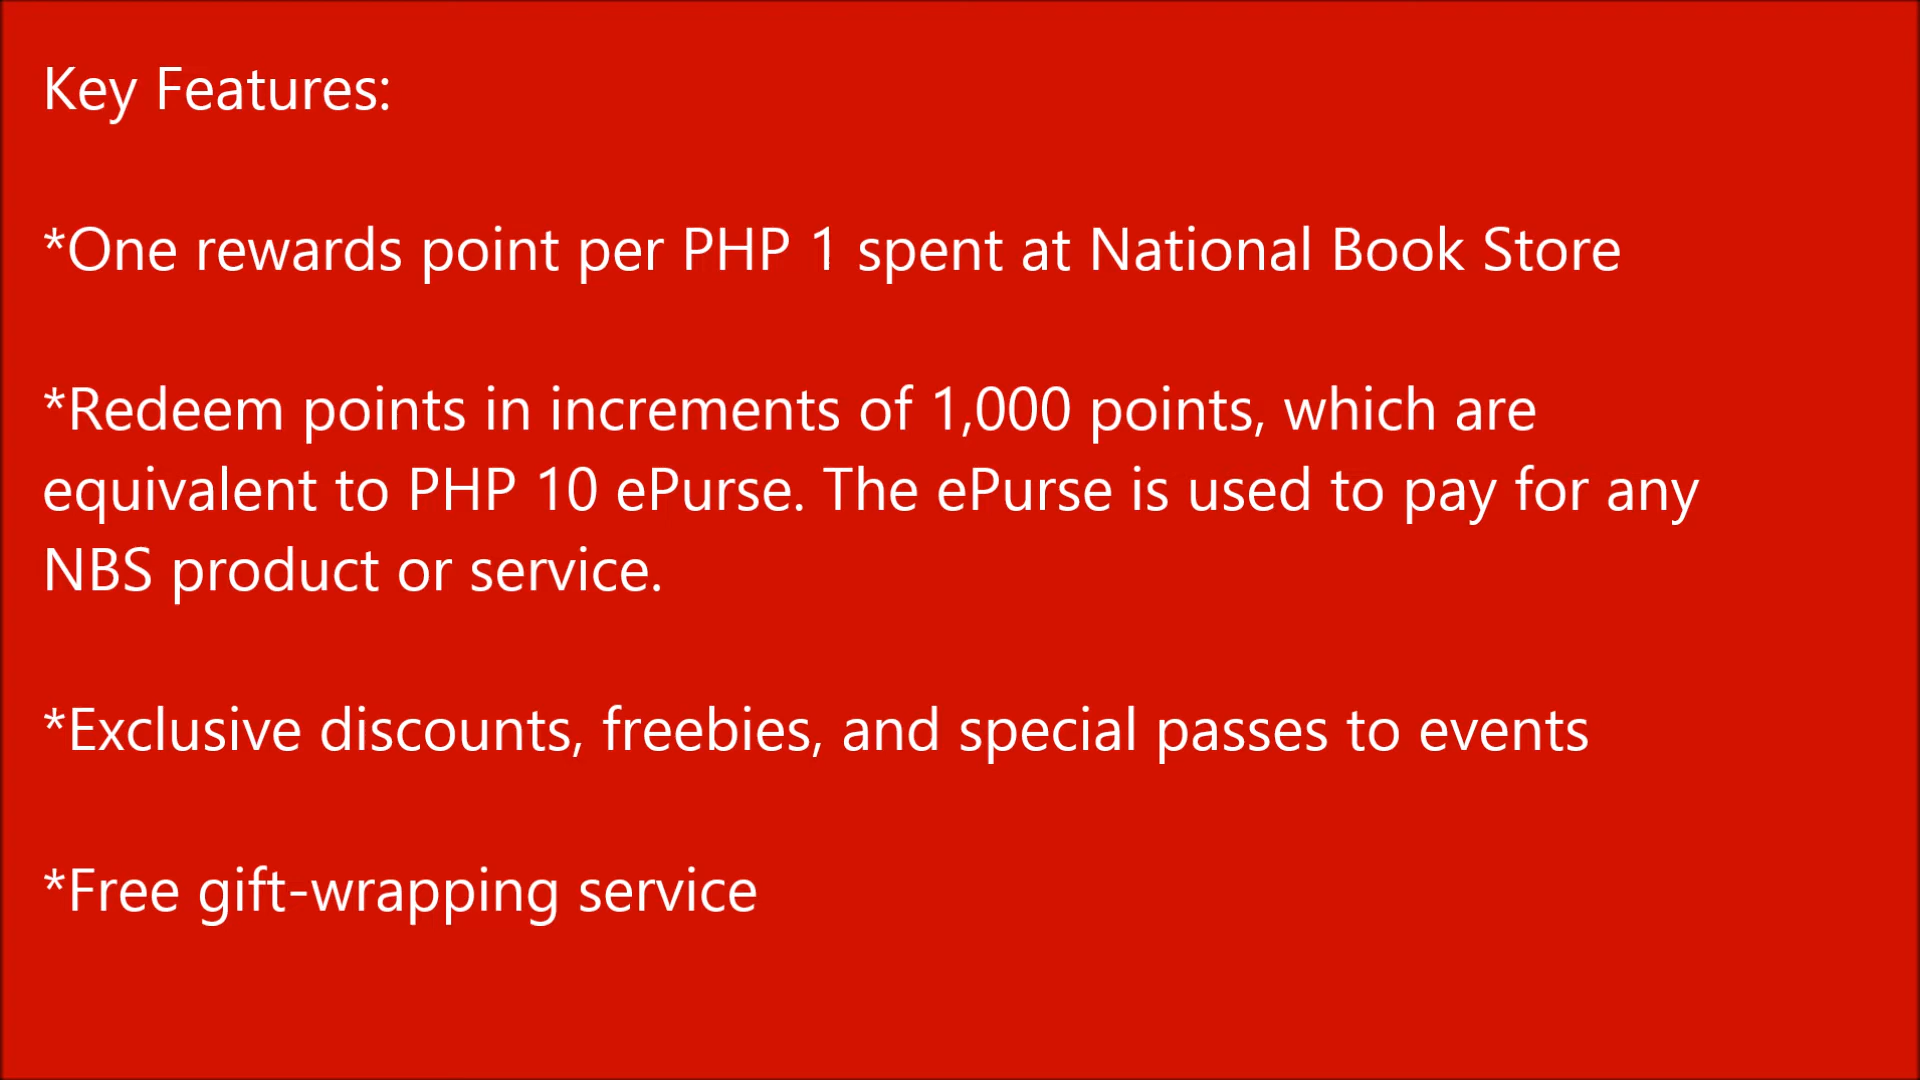 Key Features:
*One rewards point per PHP 1 spent at National Book Store
*Redeem points in increments of 1,000 points, which are
equivalent to PHP 10 ePurse. The ePurse is used to pay for any
NBS product or service.
*Exclusive discounts, freebies, and special passes to events
*Free gift-wrapping service